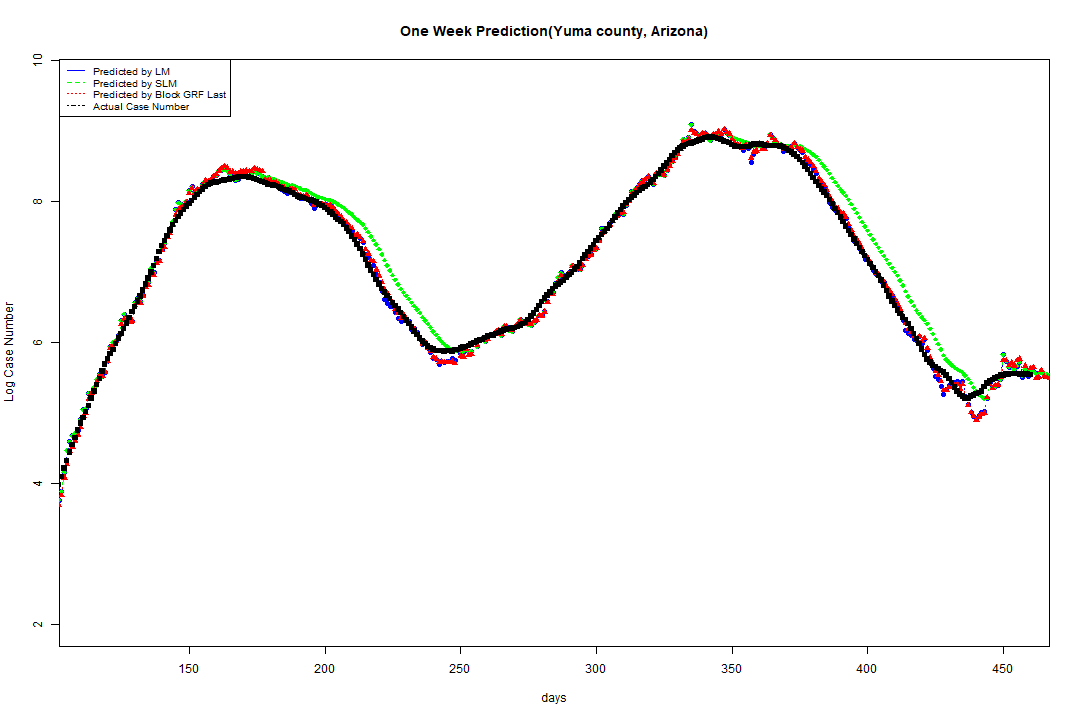 One Week Prediction(Yuma county, Arizona)
Predicted by LM
Predicted by SLM
Predicted by Block GRF Last
Actual Case Number
10
8
6
4
2
Log Case Number
150 200 250 300 350 400 450
days